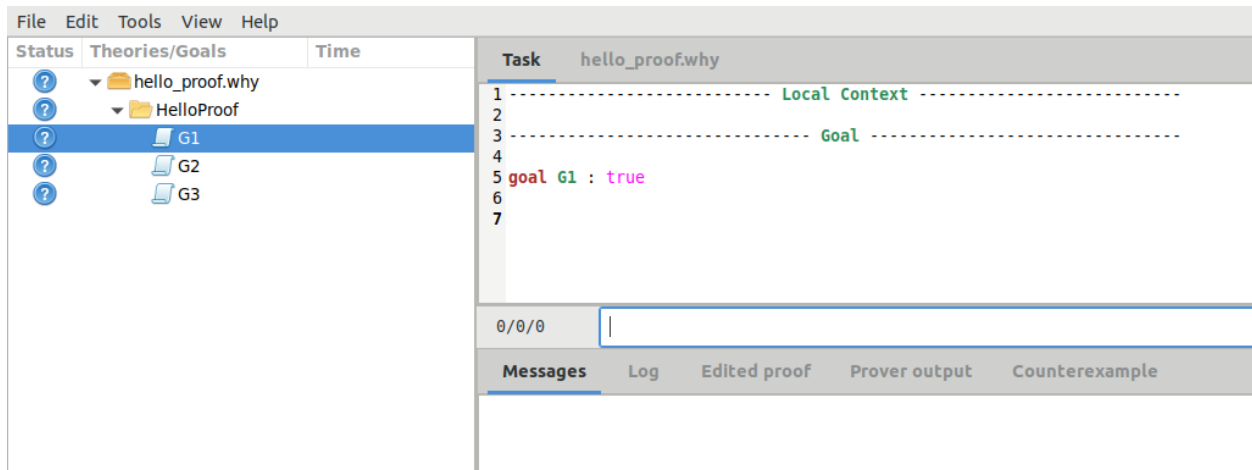 File Edit Tools View Help
Status Theories/Goals Time
hello_proof.why
HelloProof
G1
G2
G3
Task hello_proof.why
1 --------------------------- Local Context ---------------------------
2
3 ------------------------------- Goal --------------------------------
4
5 goal G1 : true
6
7
0/0/0
Messages Log Edited proof Prover output Counterexample